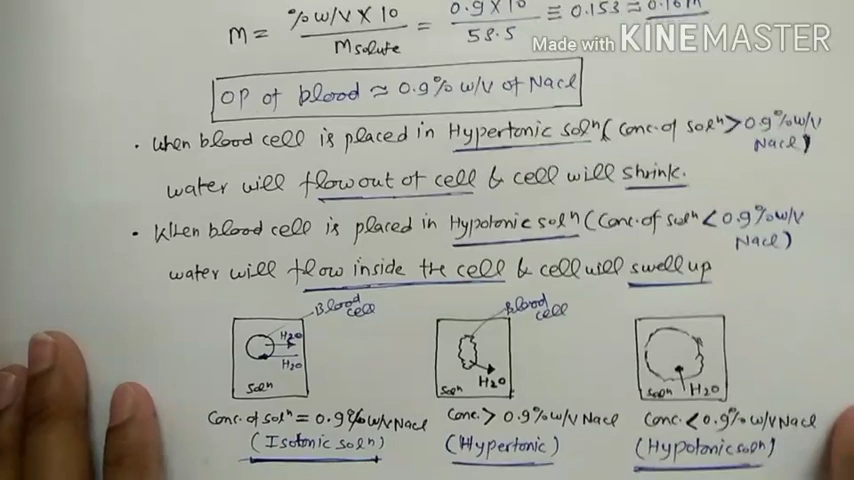 M = %w/v x 10 / Msolute = 0.9 x 10 / 58.5 ≡ 0.153 = 0.16m
Made with KINEMASTER
OP of blood ≈ 0.9% w/v of Nacl
• When blood cell is placed in Hypertonic solⁿ (Conc. of solⁿ > 0.9% w/v Nacl)
water will flow out of cell & cell will shrink.
• When blood cell is placed in Hypotonic solⁿ (Conc. of solⁿ < 0.9% w/v Nacl)
water will flow inside the cell & cell will swell up
Blood cell
H2O
H2O
solⁿ
Conc. of solⁿ = 0.9% w/v Nacl
(Isotonic solⁿ)
Blood cell
H2O
solⁿ
Conc. > 0.9% w/v Nacl
(Hypertonic)
solⁿ H2O
Conc. < 0.9% w/v Nacl
(Hypotonic solⁿ)